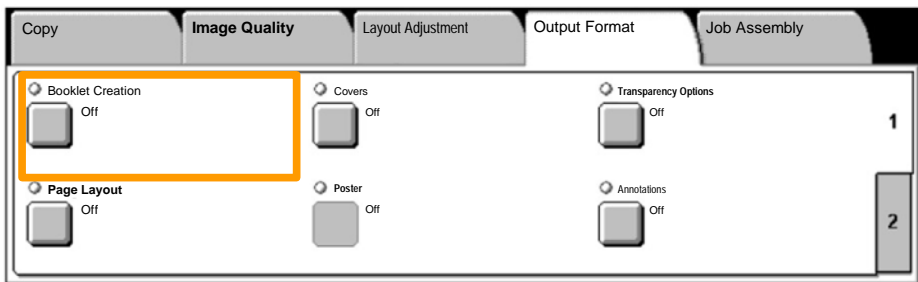 Copy
Image Quality
Layout Adjustment
Output Format
Job Assembly
Booklet Creation
Off
Covers
Off
Transparency Options
Off
1
Page Layout
Off
Poster
Off
Annotations
Off
2